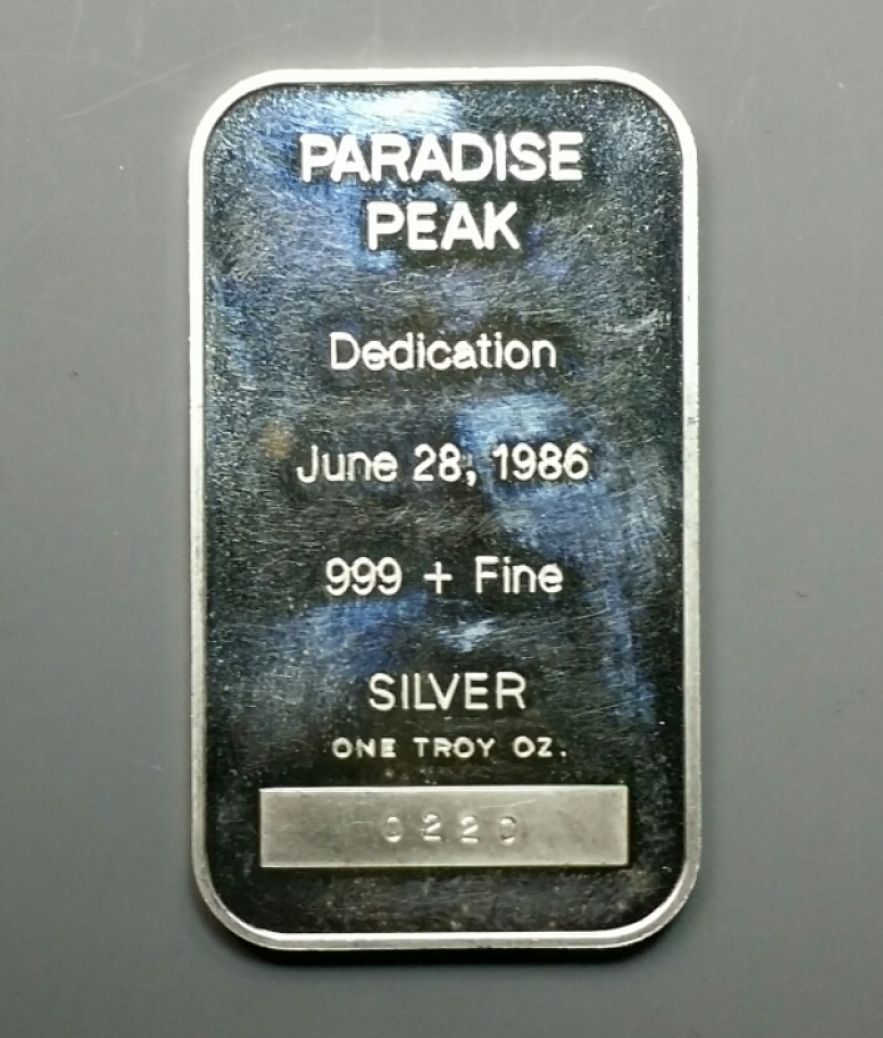 PARADISE
PEAK
Dedication
June 28, 1986
999 + Fine
SILVER
ONE TROY OZ.
0220